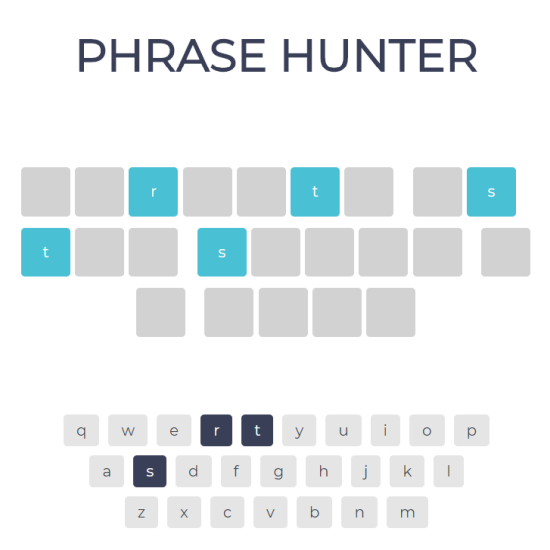 PHRASE HUNTER
r t s
t s
q w e r t y u i o p
a s d f g h j k l
z x c v b n m